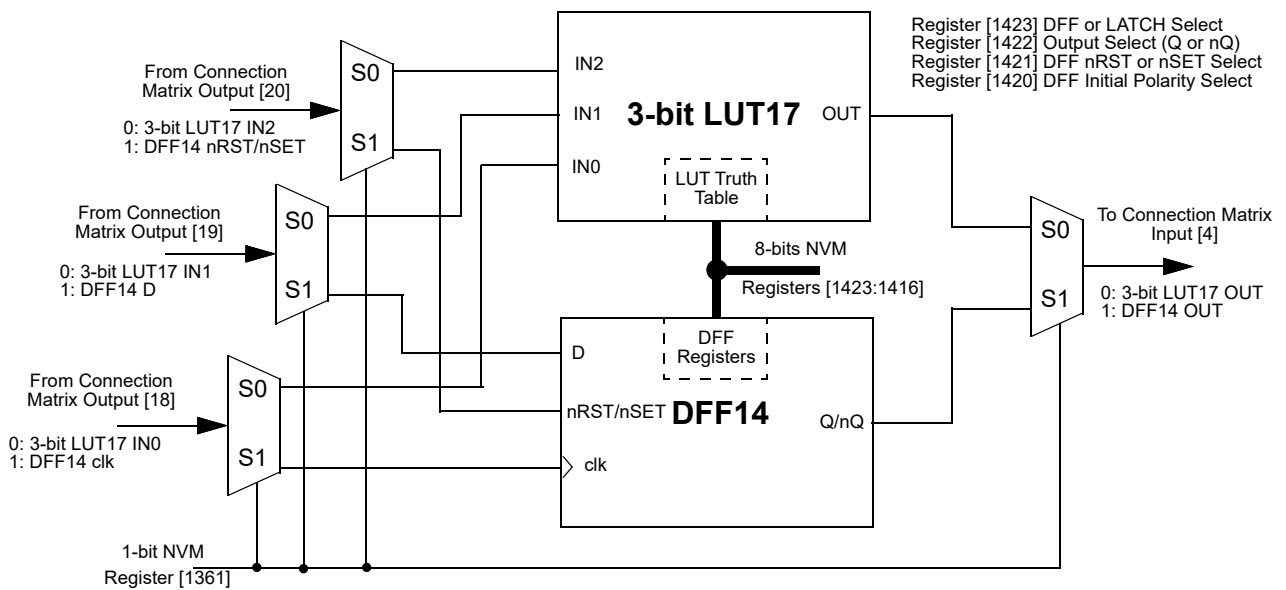 Register [1423] DFF or LATCH Select
Register [1422] Output Select (Q or nQ)
Register [1421] DFF nRST or nSET Select
Register [1420] DFF Initial Polarity Select
From Connection
Matrix Output [20]
0: 3-bit LUT17 IN2
1: DFF14 nRST/nSET
S0
S1
From Connection
Matrix Output [19]
0: 3-bit LUT17 IN1
1: DFF14 D
S0
S1
From Connection
Matrix Output [18]
0: 3-bit LUT17 IN0
1: DFF14 clk
S0
S1
1-bit NVM
Register [1361]
IN2
IN1
IN0
3-bit LUT17
OUT
LUT Truth
Table
8-bits NVM
Registers [1423:1416]
DFF
Registers
D
nRST/nSET
clk
DFF14
Q/nQ
S0
S1
To Connection Matrix
Input [4]
0: 3-bit LUT17 OUT
1: DFF14 OUT